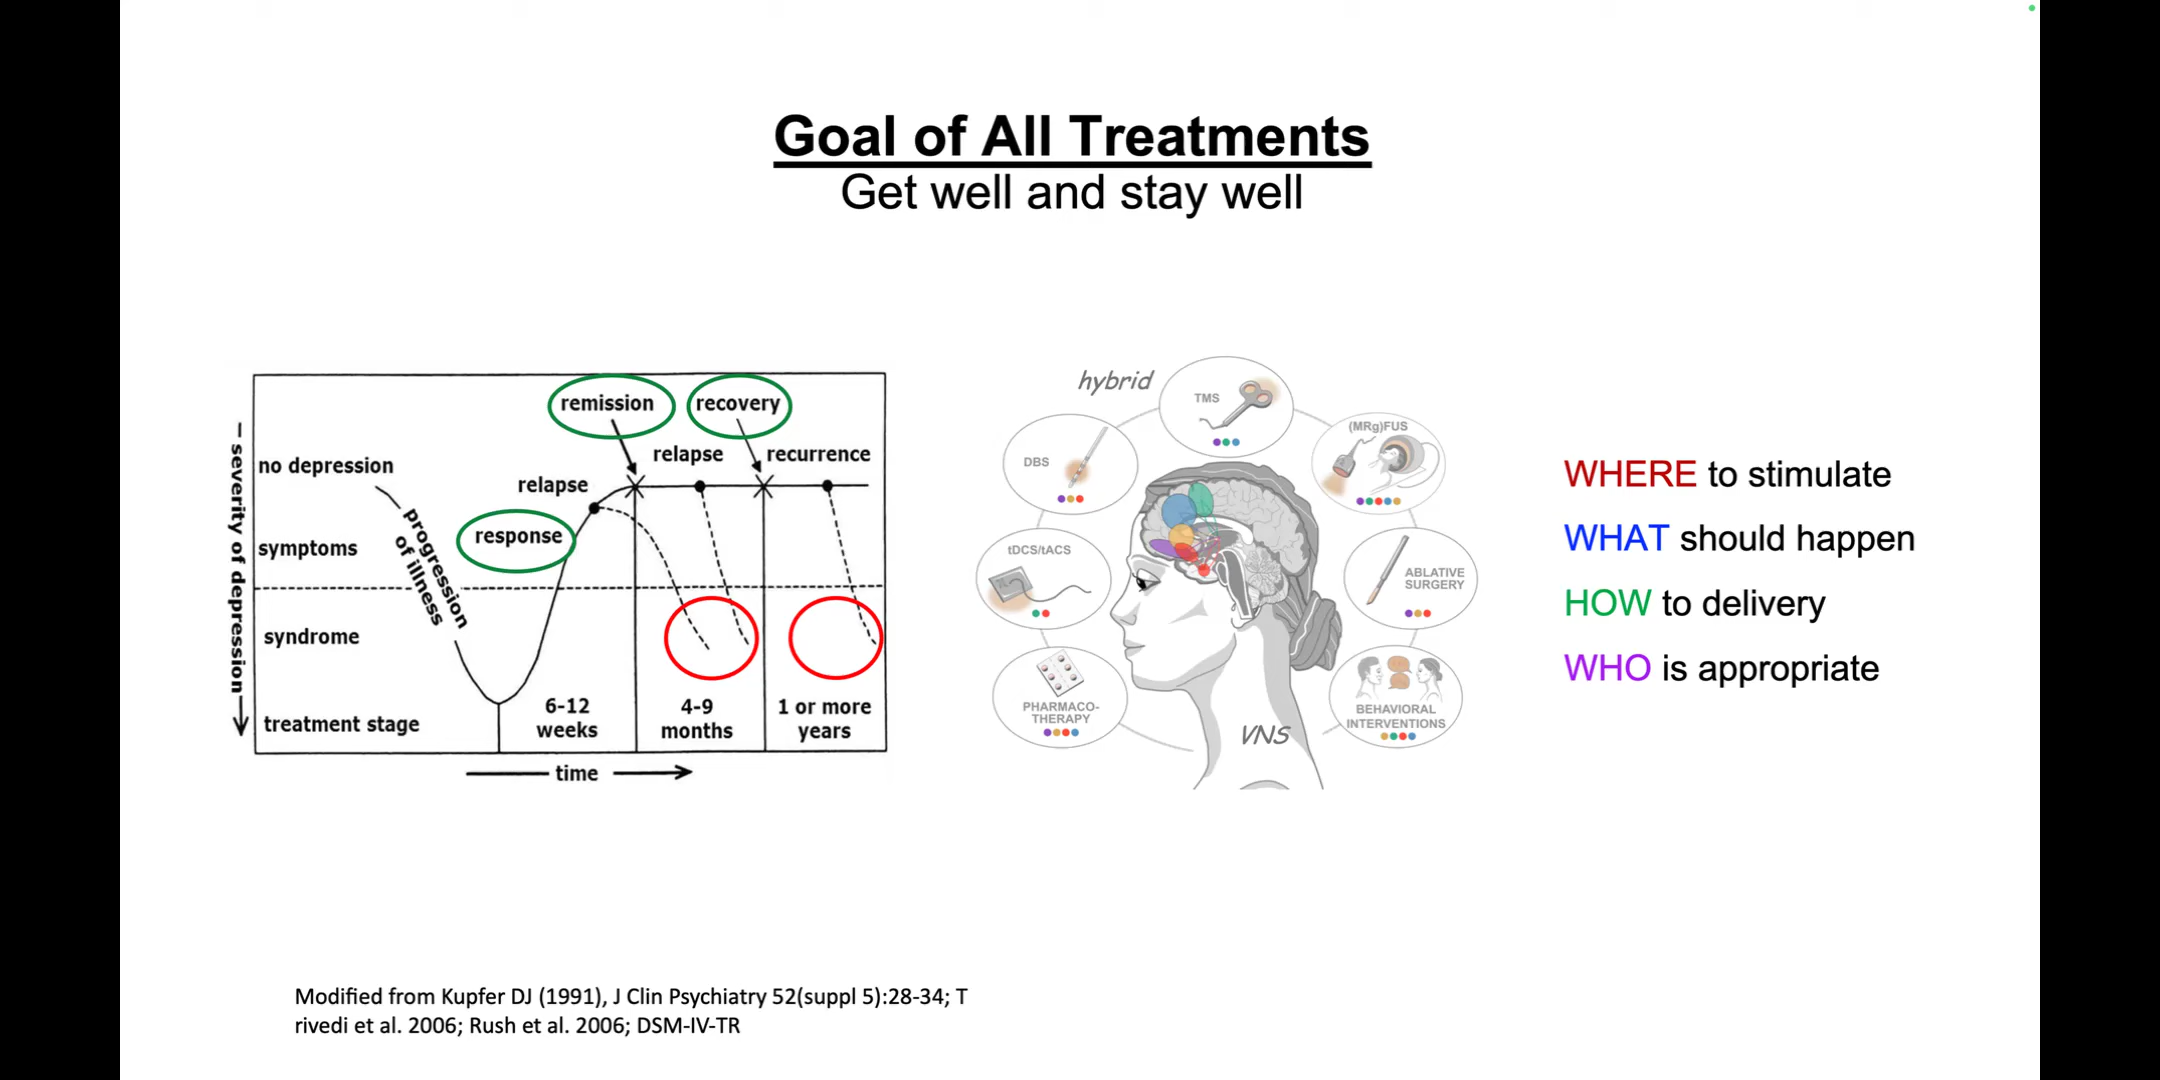 Goal of All Treatments
Get well and stay well
severity of depression
no depression
symptoms
syndrome
treatment stage
progression
of illness
response
relapse
remission
relapse
recovery
recurrence
6-12
weeks
4-9
months
1 or more
years
time
hybrid
TMS
(MRg)FUS
DBS
tDCS/tACS
ABLATIVE
SURGERY
PHARMACO-
THERAPY
BEHAVIORAL
INTERVENTIONS
VNS
WHERE to stimulate
WHAT should happen
HOW to delivery
WHO is appropriate
Modified from Kupfer DJ (1991), J Clin Psychiatry 52(suppl 5):28-34; T
rivedi et al. 2006; Rush et al. 2006; DSM-IV-TR